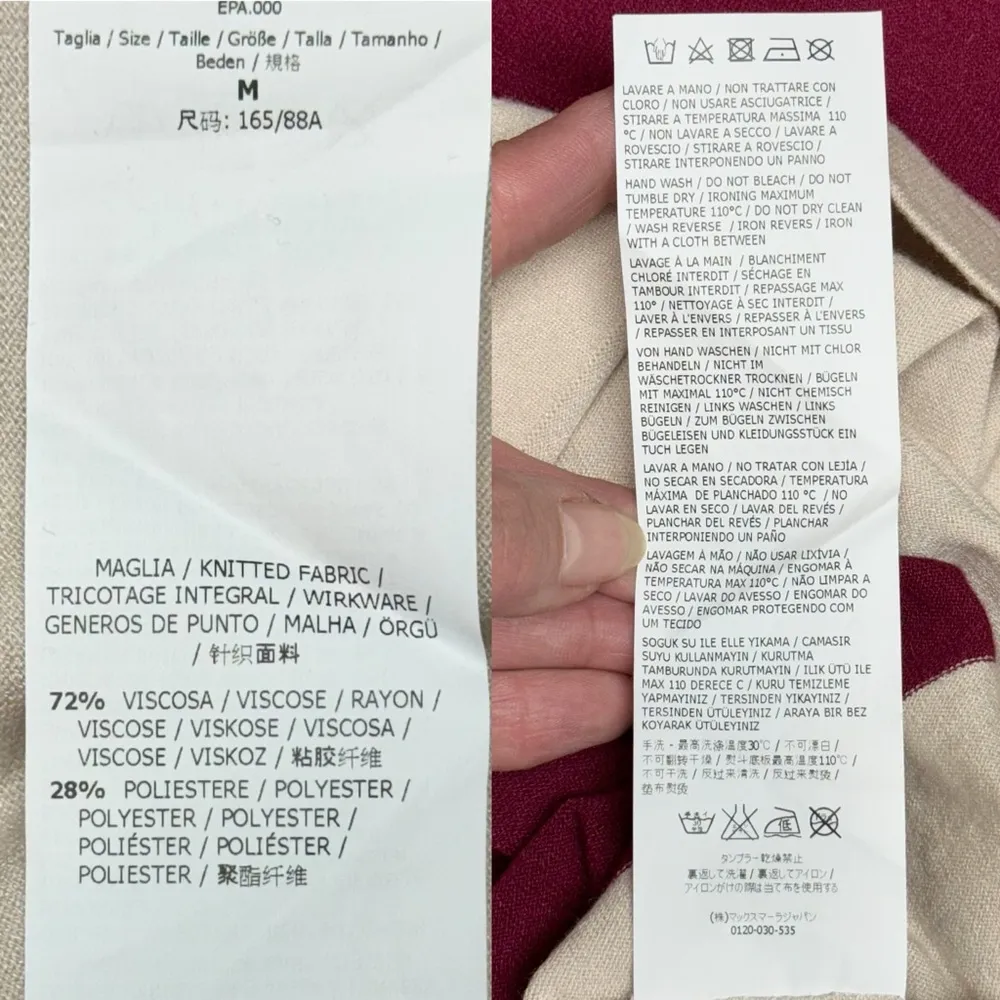 EPA.000
Taglia / Size / Taille / Größe / Talla / Tamanho /
Beden / 規格
M
尺码: 165/88A
MAGLIA / KNITTED FABRIC /
TRICOTAGE INTEGRAL / WIRKWARE /
GENEROS DE PUNTO / MALHA / ÖRGÜ
/ 针织面料
72% VISCOSA / VISCOSE / RAYON /
VISCOSE / VISKOSE / VISCOSA /
VISCOSE / VISKOZ / 粘胶纤维
28% POLIESTERE / POLYESTER /
POLYESTER / POLYESTER /
POLIÉSTER / POLIÉSTER /
POLIESTER / 聚酯纤维
LAVARE A MANO / NON TRATTARE CON
CLORO / NON USARE ASCIUGATRICE /
STIRARE A TEMPERATURA MASSIMA 110
°C / NON LAVARE A SECCO / LAVARE A
ROVESCIO / STIRARE A ROVESCIO /
STIRARE INTERPONENDO UN PANNO
HAND WASH / DO NOT BLEACH / DO NOT
TUMBLE DRY / IRONING MAXIMUM
TEMPERATURE 110°C / DO NOT DRY CLEAN
/ WASH REVERSE / IRON REVERS / IRON
WITH A CLOTH BETWEEN
LAVAGE À LA MAIN / BLANCHIMENT
CHLORÉ INTERDIT / SÉCHAGE EN
TAMBOUR INTERDIT / REPASSAGE MAX
110° / NETTOYAGE À SEC INTERDIT /
LAVER À L'ENVERS / REPASSER À L'ENVERS
/ REPASSER EN INTERPOSANT UN TISSU
VON HAND WASCHEN / NICHT MIT CHLOR
BEHANDELN / NICHT IM
WÄSCHETROCKNER TROCKNEN / BÜGELN
MIT MAXIMAL 110°C / NICHT CHEMISCH
REINIGEN / LINKS WASCHEN / LINKS
BÜGELN / ZUM BÜGELN ZWISCHEN
BÜGELEISEN UND KLEIDUNGSSTÜCK EIN
TUCH LEGEN
LAVAR A MANO / NO TRATAR CON LEJÍA /
NO SECAR EN SECADORA / TEMPERATURA
MÁXIMA DE PLANCHADO 110 °C / NO
LAVAR EN SECO / LAVAR DEL REVÉS /
PLANCHAR DEL REVÉS / PLANCHAR
INTERPONIENDO UN PAÑO
LAVAGEM À MÃO / NÃO USAR LIXÍVIA /
NÃO SECAR NA MÁQUINA / ENGOMAR À
TEMPERATURA MAX 110°C / NÃO LIMPAR A
SECO / LAVAR DO AVESSO / ENGOMAR DO
AVESSO / ENGOMAR PROTEGENDO COM
UM TECIDO
SOGUK SU ILE ELLE YIKAMA / CAMASIR
SUYU KULLANMAYIN / KURUTMA
TAMBURUNDA KURUTMAYIN / ILIK ÜTÜ ILE
MAX 110 DERECE C / KURU TEMIZLEME
YAPMAYINIZ / TERSINDEN YIKAYINIZ /
TERSINDEN ÜTÜLEYINIZ / ARAYA BIR BEZ
KOYARAK ÜTÜLEYINIZ
手洗 - 最高洗涤温度30℃ / 不可漂白 /
不可翻转干燥 / 熨斗底板最高温度110℃ /
不可干洗 / 反过来清洗 / 反过来熨烫 /
垫布熨烫
30
低
タンブラー乾燥禁止
裏返して洗濯 / 裏返してアイロン /
アイロンがけの際は当て布を使用する
(株)マックスマーラジャパン
0120-030-535